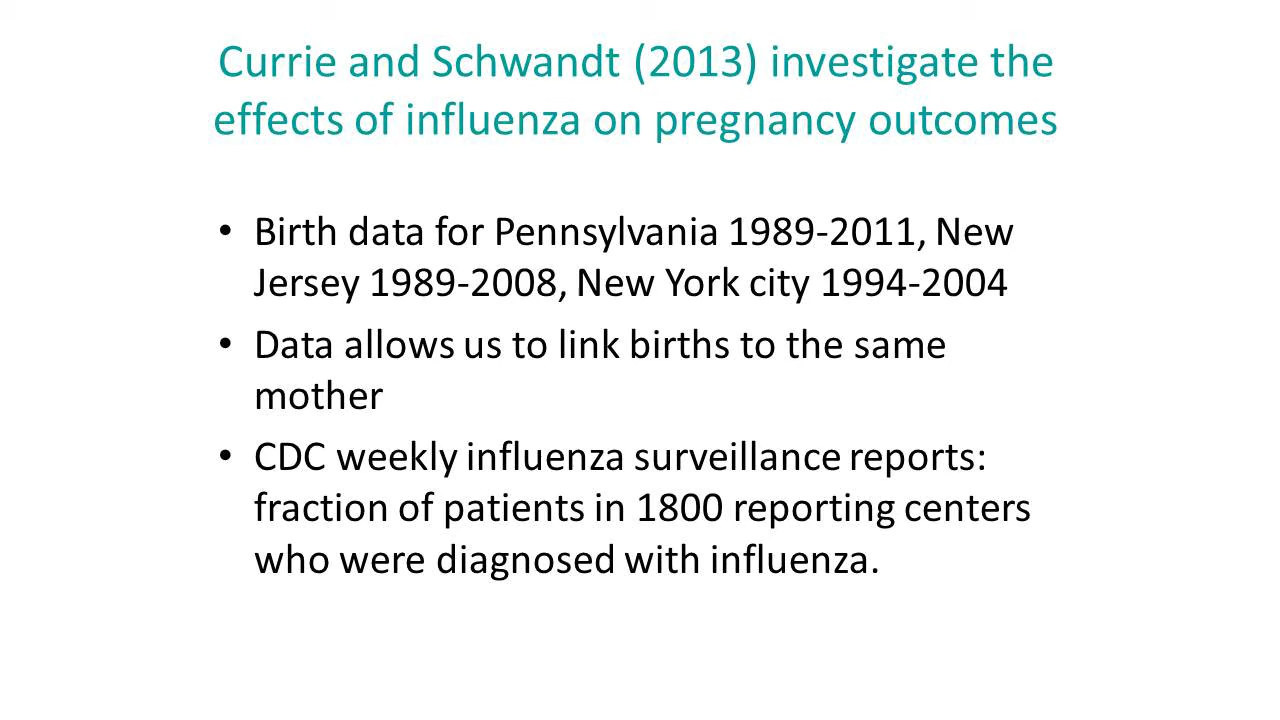 Currie and Schwandt (2013) investigate the
effects of influenza on pregnancy outcomes
• Birth data for Pennsylvania 1989-2011, New
Jersey 1989-2008, New York city 1994-2004
• Data allows us to link births to the same
mother
• CDC weekly influenza surveillance reports:
fraction of patients in 1800 reporting centers
who were diagnosed with influenza.